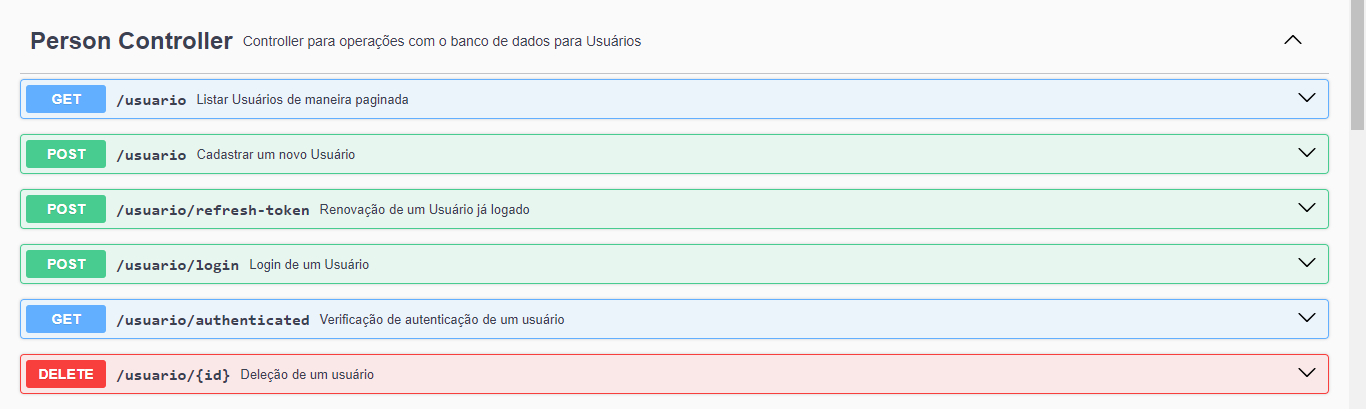 Person Controller Controller para operações com o banco de dados para Usuários
GET /usuario Listar Usuários de maneira paginada
POST /usuario Cadastrar um novo Usuário
POST /usuario/refresh-token Renovação de um Usuário já logado
POST /usuario/login Login de um Usuário
GET /usuario/authenticated Verificação de autenticação de um usuário
DELETE /usuario/{id} Deleção de um usuário